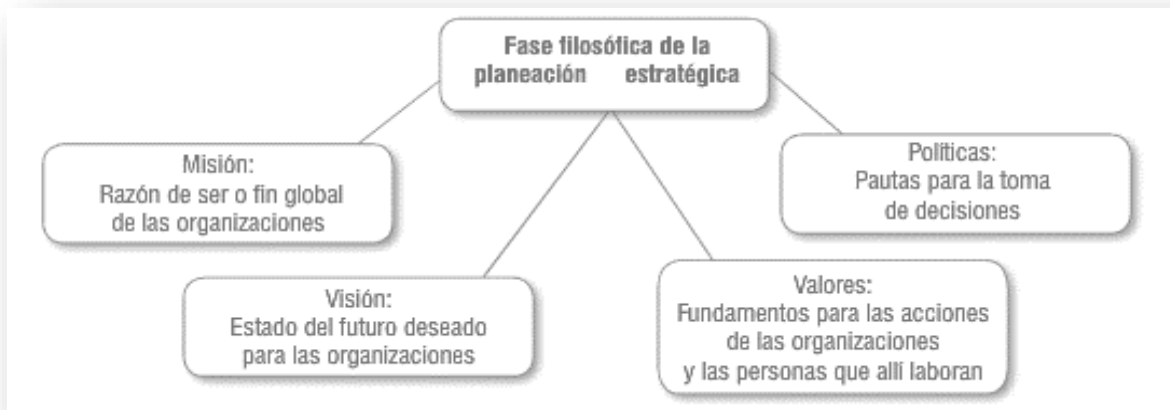 Fase filosófica de la
planeación estratégica
Misión:
Razón de ser o fin global
de las organizaciones
Políticas:
Pautas para la toma
de decisiones
Visión:
Estado del futuro deseado
para las organizaciones
Valores:
Fundamentos para las acciones
de las organizaciones
y las personas que allí laboran